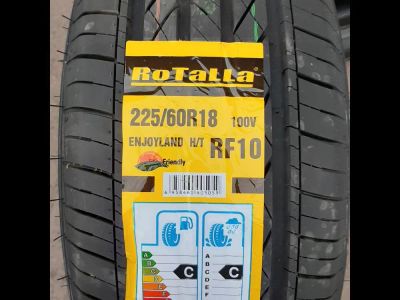 RoTalla
225/60R18 100V
ENJOYLAND H/T RF10
Friendly
A
B
C
D
E
C
A
B
C
D
E
C